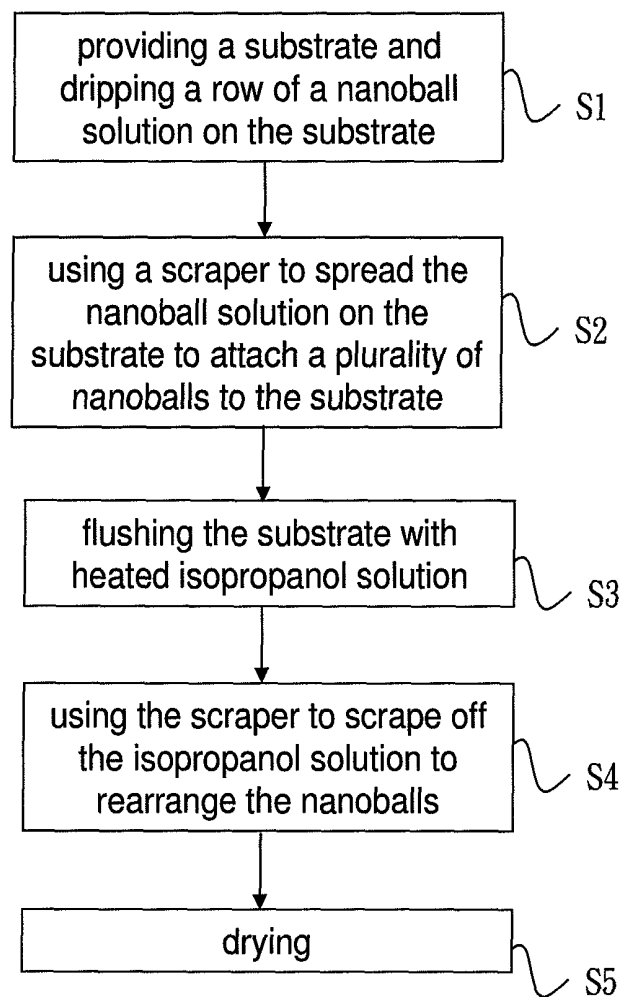 providing a substrate and
dripping a row of a nanoball
solution on the substrate
S1
using a scraper to spread the
nanoball solution on the
substrate to attach a plurality of
nanoballs to the substrate
S2
flushing the substrate with
heated isopropanol solution
S3
using the scraper to scrape off
the isopropanol solution to
rearrange the nanoballs
S4
drying
S5